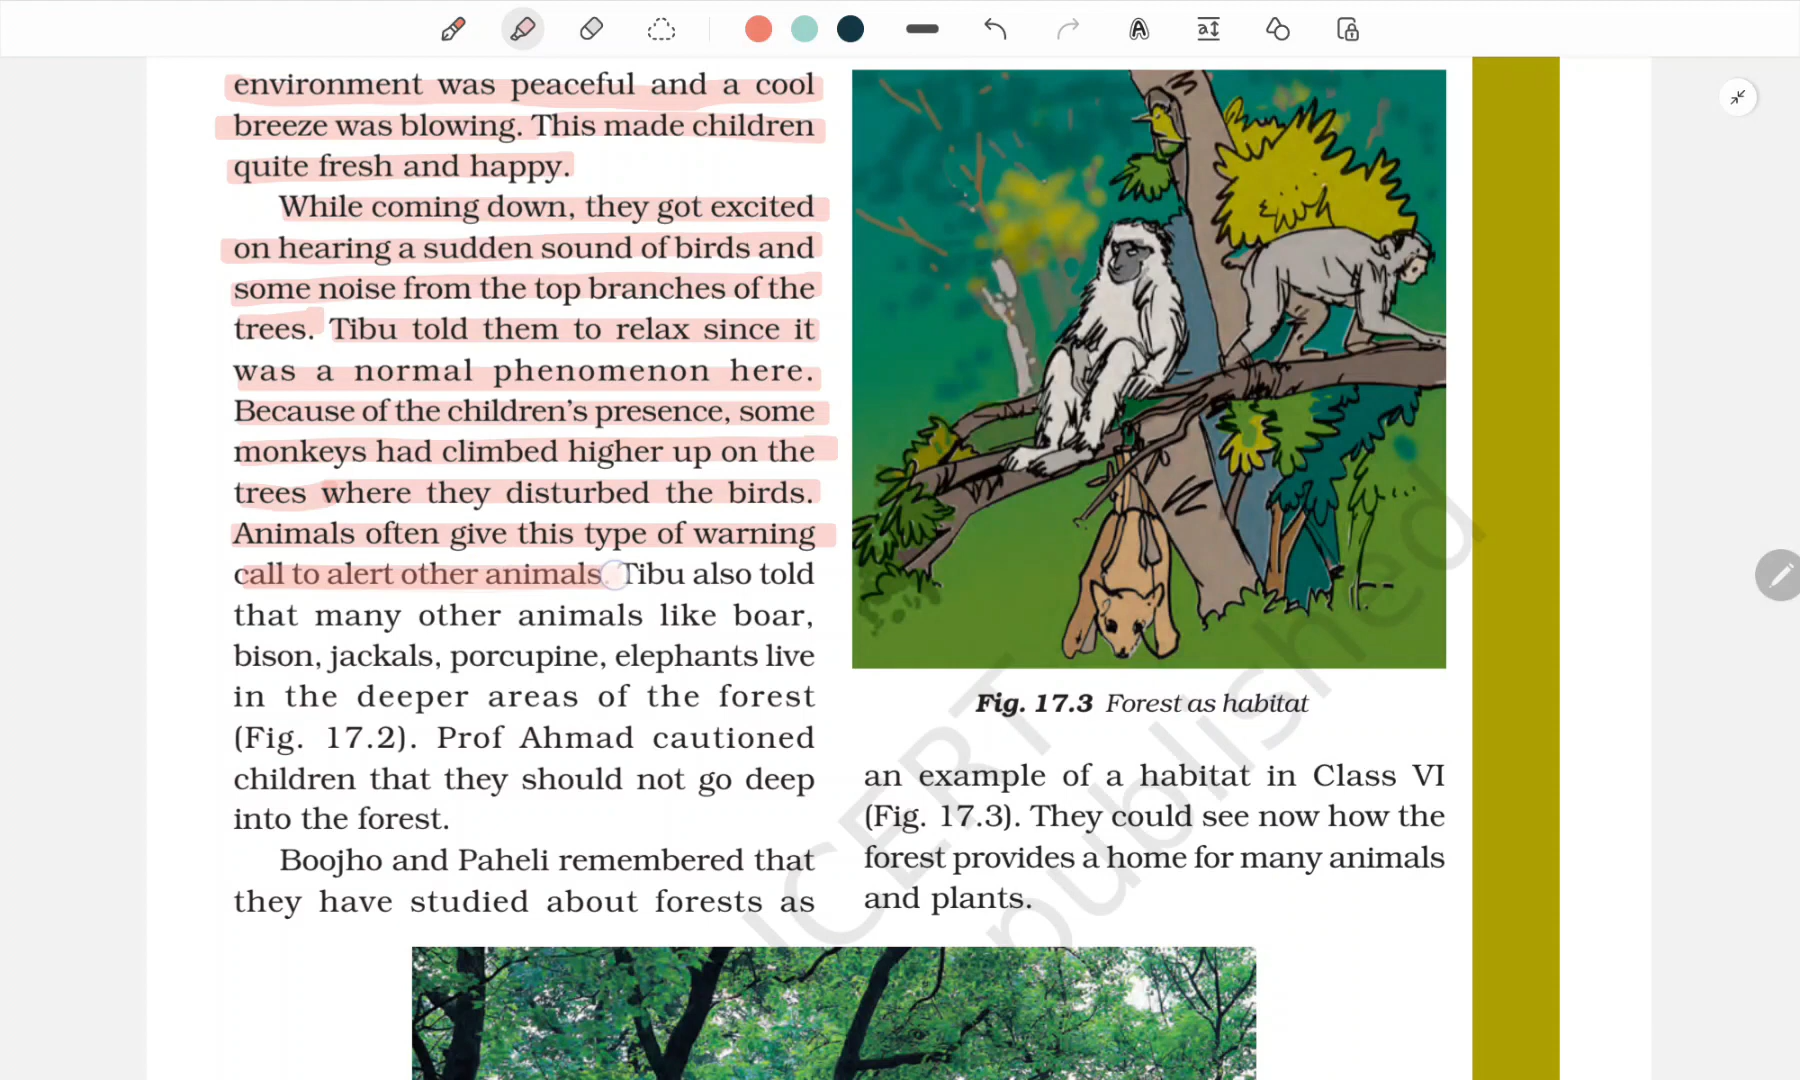 environment was peaceful and a cool
breeze was blowing. This made children
quite fresh and happy.
While coming down, they got excited
on hearing a sudden sound of birds and
some noise from the top branches of the
trees. Tibu told them to relax since it
was a normal phenomenon here.
Because of the children's presence, some
monkeys had climbed higher up on the
trees where they disturbed the birds.
Animals often give this type of warning
call to alert other animals. Tibu also told
that many other animals like boar,
bison, jackals, porcupine, elephants live
in the deeper areas of the forest
(Fig. 17.2). Prof Ahmad cautioned
children that they should not go deep
into the forest.
Boojho and Paheli remembered that
they have studied about forests as
Fig. 17.3 Forest as habitat
an example of a habitat in Class VI
(Fig. 17.3). They could see now how the
forest provides a home for many animals
and plants.